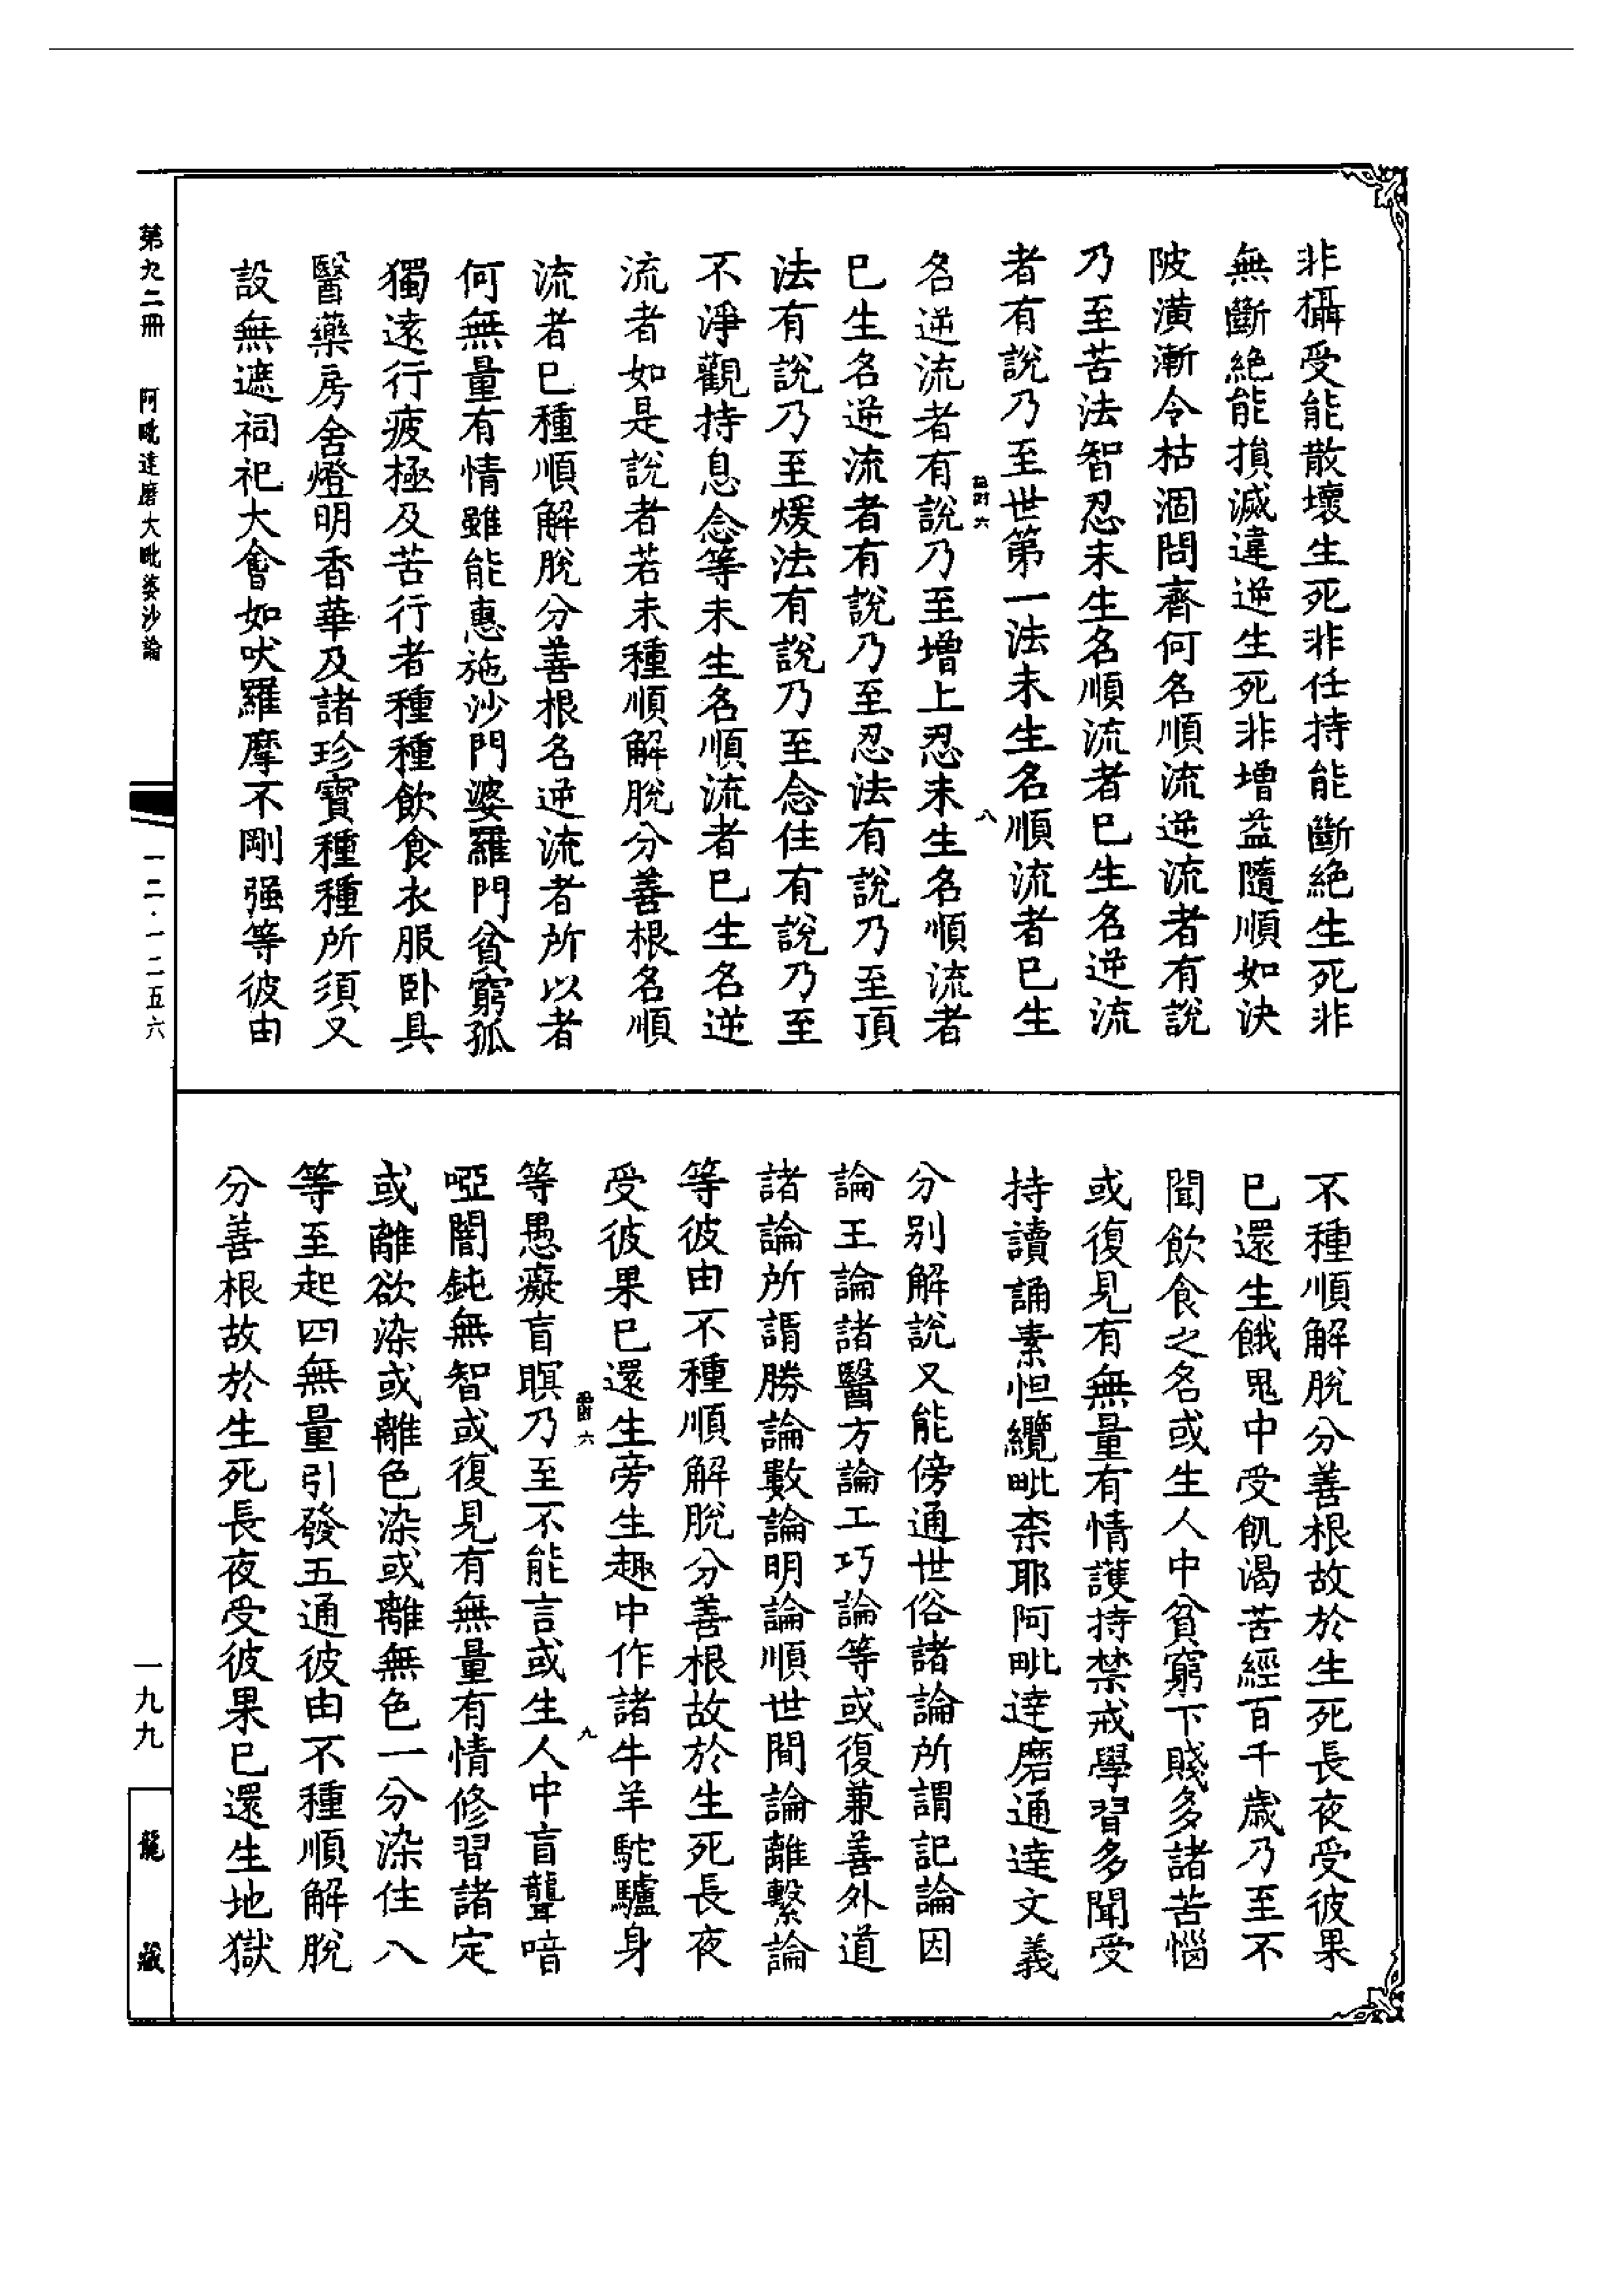 非攝受能散壞生死非任持能斷絕生死非
無斷絕能損滅違逆生死非增益隨順如決
陂潢漸令枯涸問齊何名順流逆流者有說
乃至苦法智忍未生名順流者已生名逆流
者有說乃至世第一法未生名順流者已生
名逆流者有說乃至增上忍未生名順流者
已生名逆流者有說乃至忍法有說乃至頂
法有說乃至煖法有說乃至念住有說乃至
不淨觀持息念等未生名順流者已生名逆
流者如是說者若未種順解脫分善根名順
流者已種順解脫分善根名逆流者所以者
何無量有情雖能惠施沙門婆羅門貧窮孤
獨遠行疲極及苦行者種種飲食衣服卧具
醫藥房舍燈明香華及諸珍寶種種所須又
設無遮祠祀大會如吠羅摩不剛强等彼由
不種順解脫分善根故於生死長夜受彼果
已還生餓鬼中受飢渴苦經百千歲乃至不
聞飲食之名或生人中貧窮下賤多諸苦惱
或復見有無量有情護持禁戒學習多聞受
持讀誦素怛纜毗柰耶阿毗達磨通達文義
分別解說又能傍通世俗諸論所謂記論因
論王論諸醫方論工巧論等或復兼善外道
諸論所謂勝論數論明論順世間論離繫論
等彼由不種順解脫分善根故於生死長夜
受彼果已還生旁生趣中作諸牛羊駝驢身
等愚癡盲瞑乃至不能言或生人中盲聾喑
啞闇鈍無智或復見有無量有情修習諸定
或離欲染或離色染或離無色一分染住八
等至起四無量引發五通彼由不種順解脫
分善根故於生死長夜受彼果已還生地獄
八
六
九
六
第九二冊 阿毗達磨大毗婆沙論
一二·一二五六
一九九
龍藏